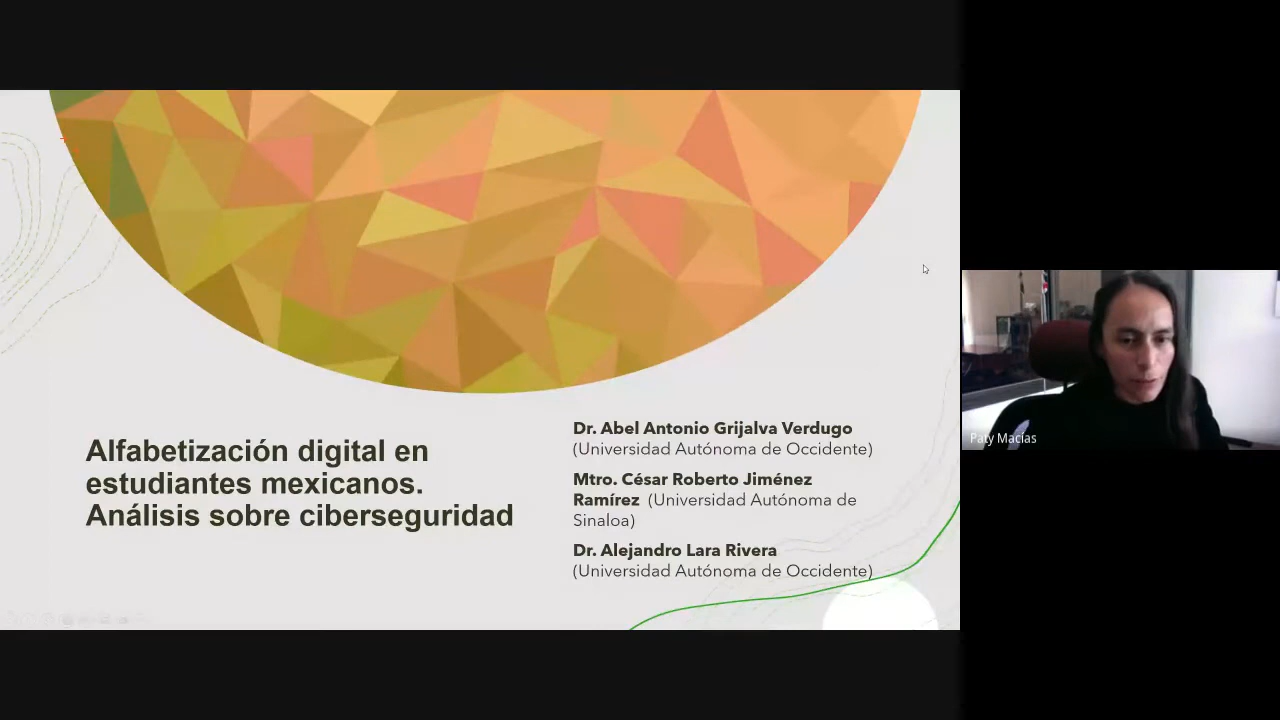 Alfabetización digital en
estudiantes mexicanos.
Análisis sobre ciberseguridad
Dr. Abel Antonio Grijalva Verdugo
(Universidad Autónoma de Occidente)
Mtro. César Roberto Jiménez
Ramírez (Universidad Autónoma de
Sinaloa)
Dr. Alejandro Lara Rivera
(Universidad Autónoma de Occidente)
Paty Macías